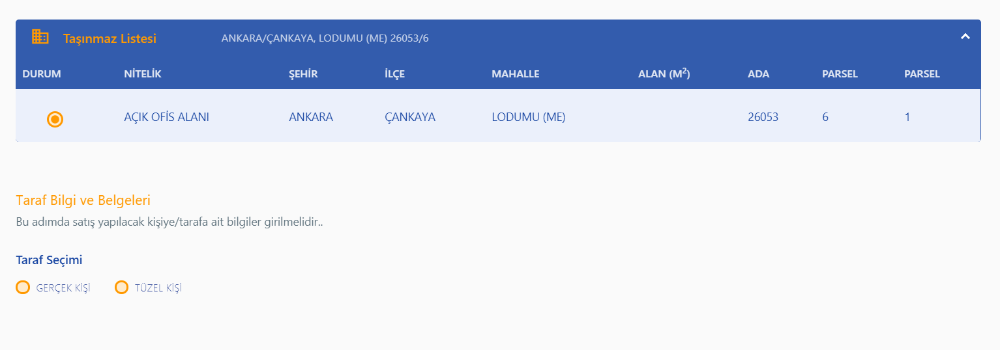 Taşınmaz Listesi ANKARA/ÇANKAYA, LODUMU (ME) 26053/6
DURUM NİTELİK ŞEHİR İLÇE MAHALLE ALAN (M²) ADA PARSEL PARSEL
AÇIK OFİS ALANI ANKARA ÇANKAYA LODUMU (ME) 26053 6 1
Taraf Bilgi ve Belgeleri
Bu adımda satış yapılacak kişiye/tarafa ait bilgiler girilmelidir..
Taraf Seçimi
GERÇEK KİŞİ TÜZEL KİŞİ